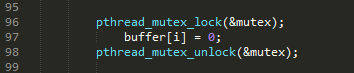 95
96 pthread_mutex_lock(&mutex);
97 buffer[i] = 0;
98 pthread_mutex_unlock(&mutex);
99